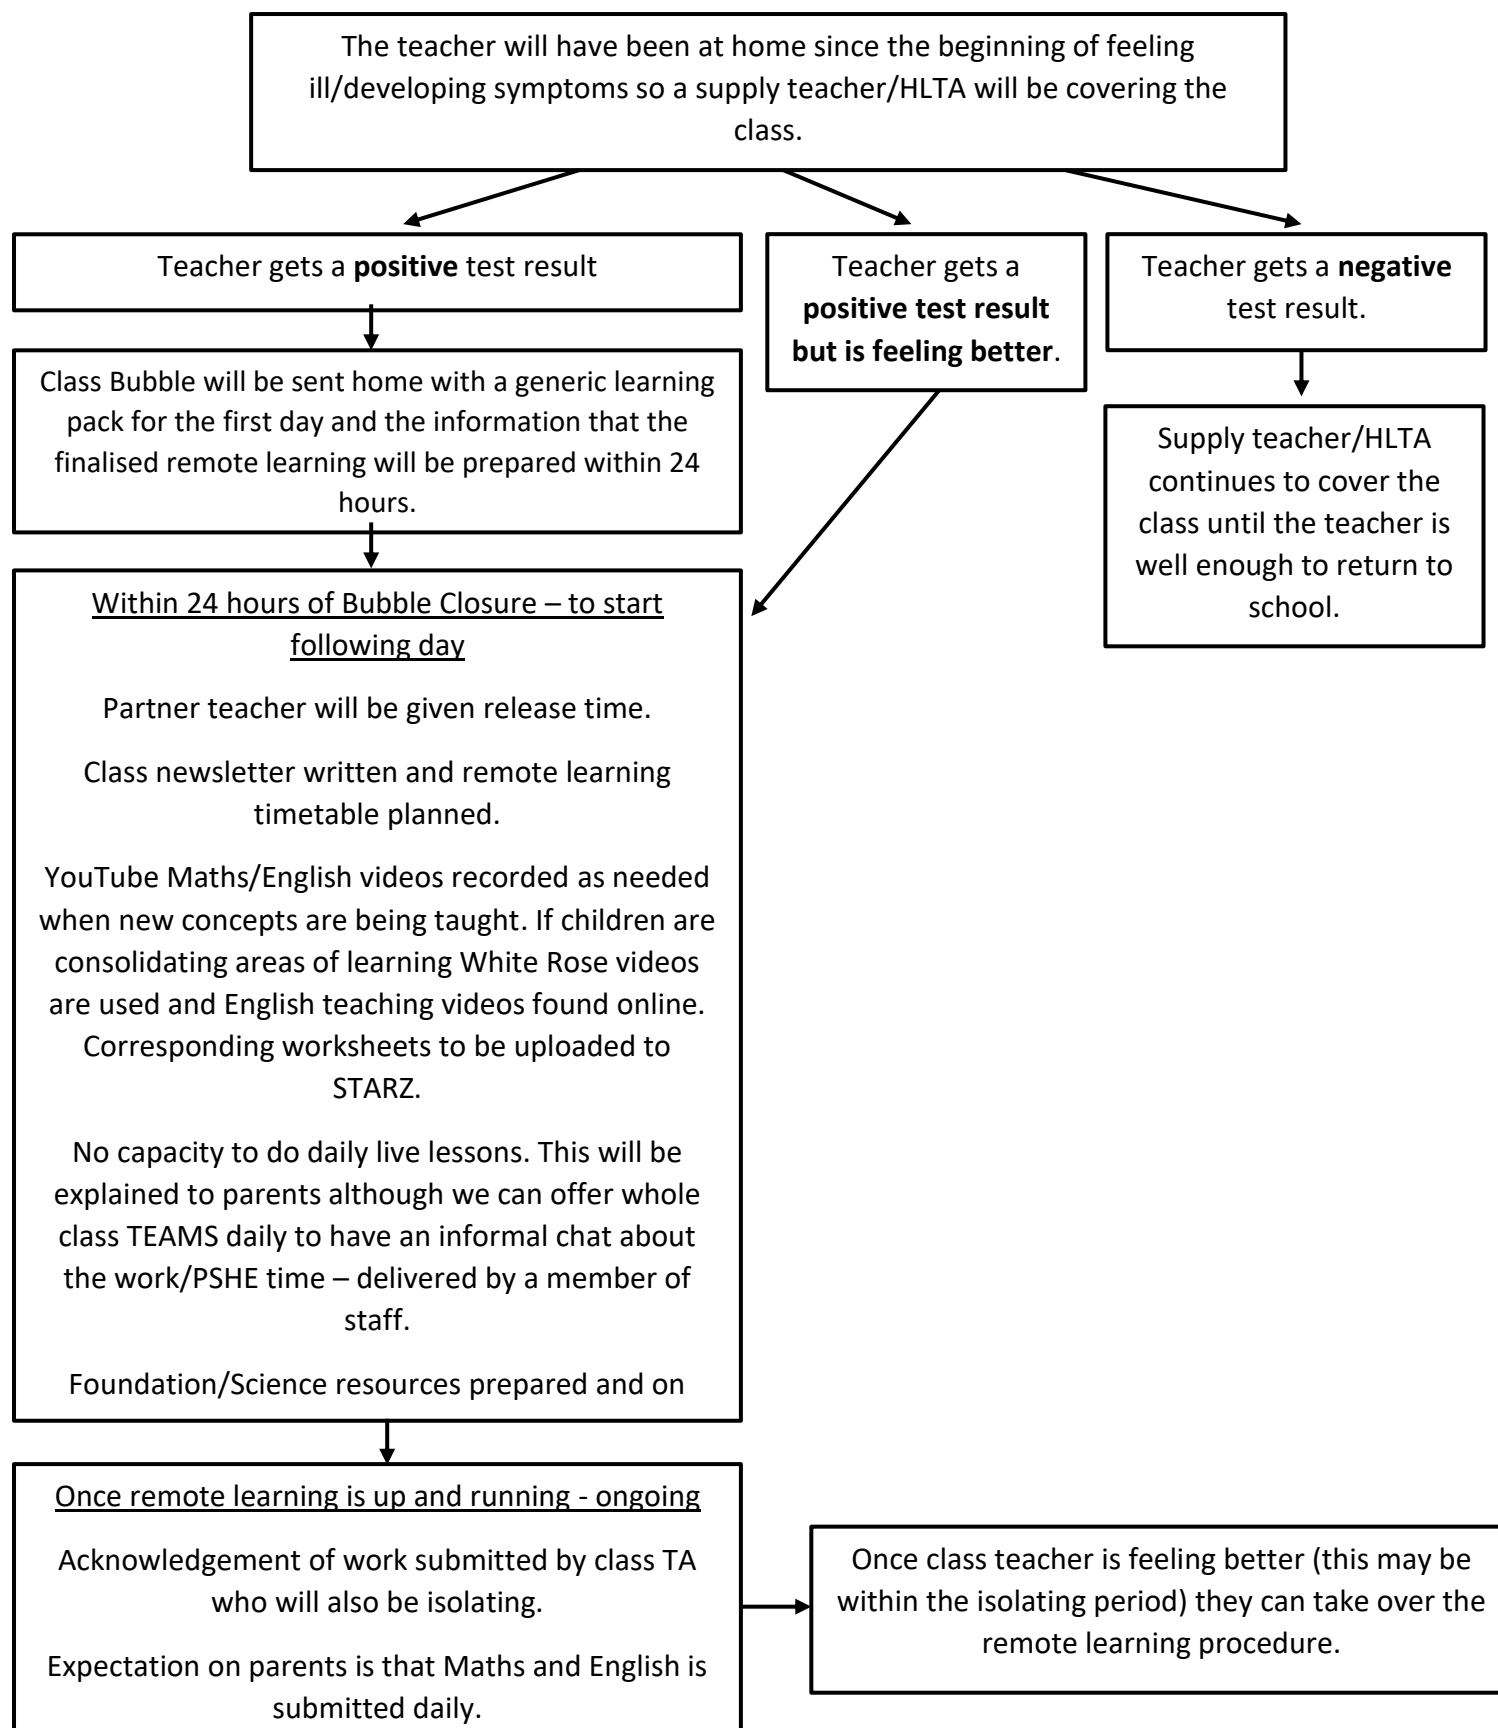 The teacher will have been at home since the beginning of feeling
ill/developing symptoms so a supply teacher/HLTA will be covering the
class.
Teacher gets a positive test result
Teacher gets a
positive test result
but is feeling better.
Teacher gets a negative
test result.
Class Bubble will be sent home with a generic learning
pack for the first day and the information that the
finalised remote learning will be prepared within 24
hours.
Supply teacher/HLTA
continues to cover the
class until the teacher is
well enough to return to
school.
Within 24 hours of Bubble Closure – to start
following day
Partner teacher will be given release time.
Class newsletter written and remote learning
timetable planned.
YouTube Maths/English videos recorded as needed
when new concepts are being taught. If children are
consolidating areas of learning White Rose videos
are used and English teaching videos found online.
Corresponding worksheets to be uploaded to
STARZ.
No capacity to do daily live lessons. This will be
explained to parents although we can offer whole
class TEAMS daily to have an informal chat about
the work/PSHE time – delivered by a member of
staff.
Foundation/Science resources prepared and on
Once remote learning is up and running - ongoing
Acknowledgement of work submitted by class TA
who will also be isolating.
Expectation on parents is that Maths and English is
submitted daily.
Once class teacher is feeling better (this may be
within the isolating period) they can take over the
remote learning procedure.